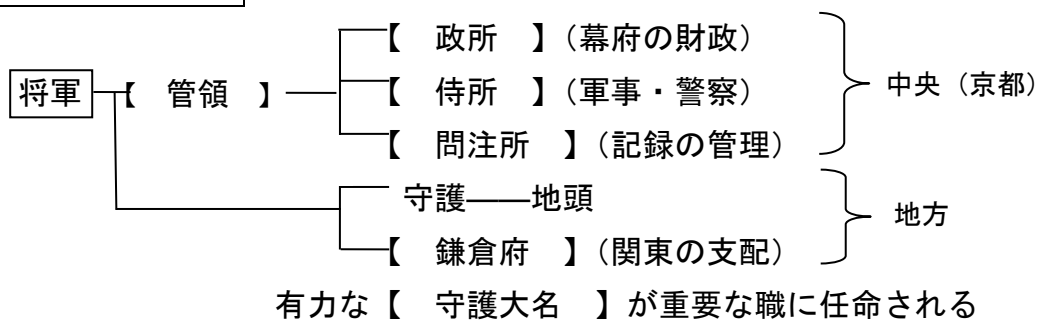 【　政所　】（幕府の財政）
将軍 【　管領　】 【　侍所　】（軍事・警察） 中央（京都）
【　問注所　】（記録の管理）
守護――地頭
地方
【　鎌倉府　】（関東の支配）
有力な【　守護大名　】が重要な職に任命される